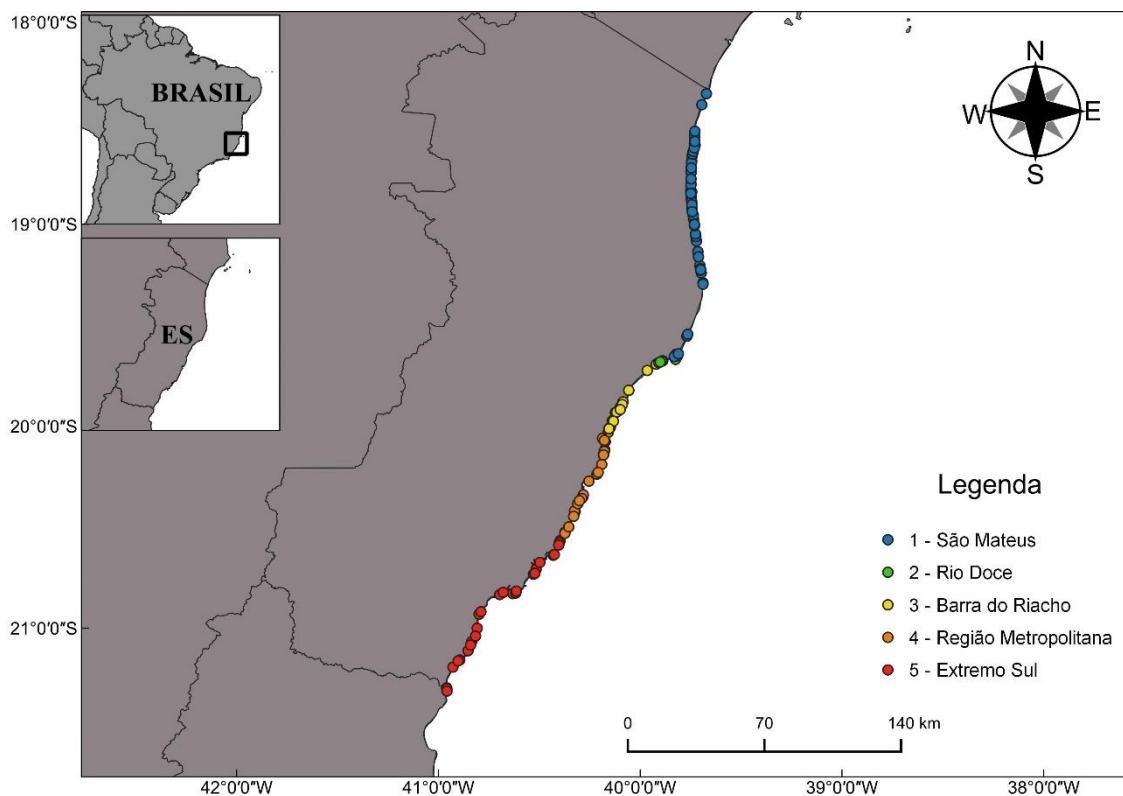 18°0'0"S
19°0'0"S
20°0'0"S
21°0'0"S
BRASIL
ES
N
W
E
S
Legenda
1 - São Mateus
2 - Rio Doce
3 - Barra do Riacho
4 - Região Metropolitana
5 - Extremo Sul
0 70 140 km
42°0'0"W 41°0'0"W 40°0'0"W 39°0'0"W 38°0'0"W